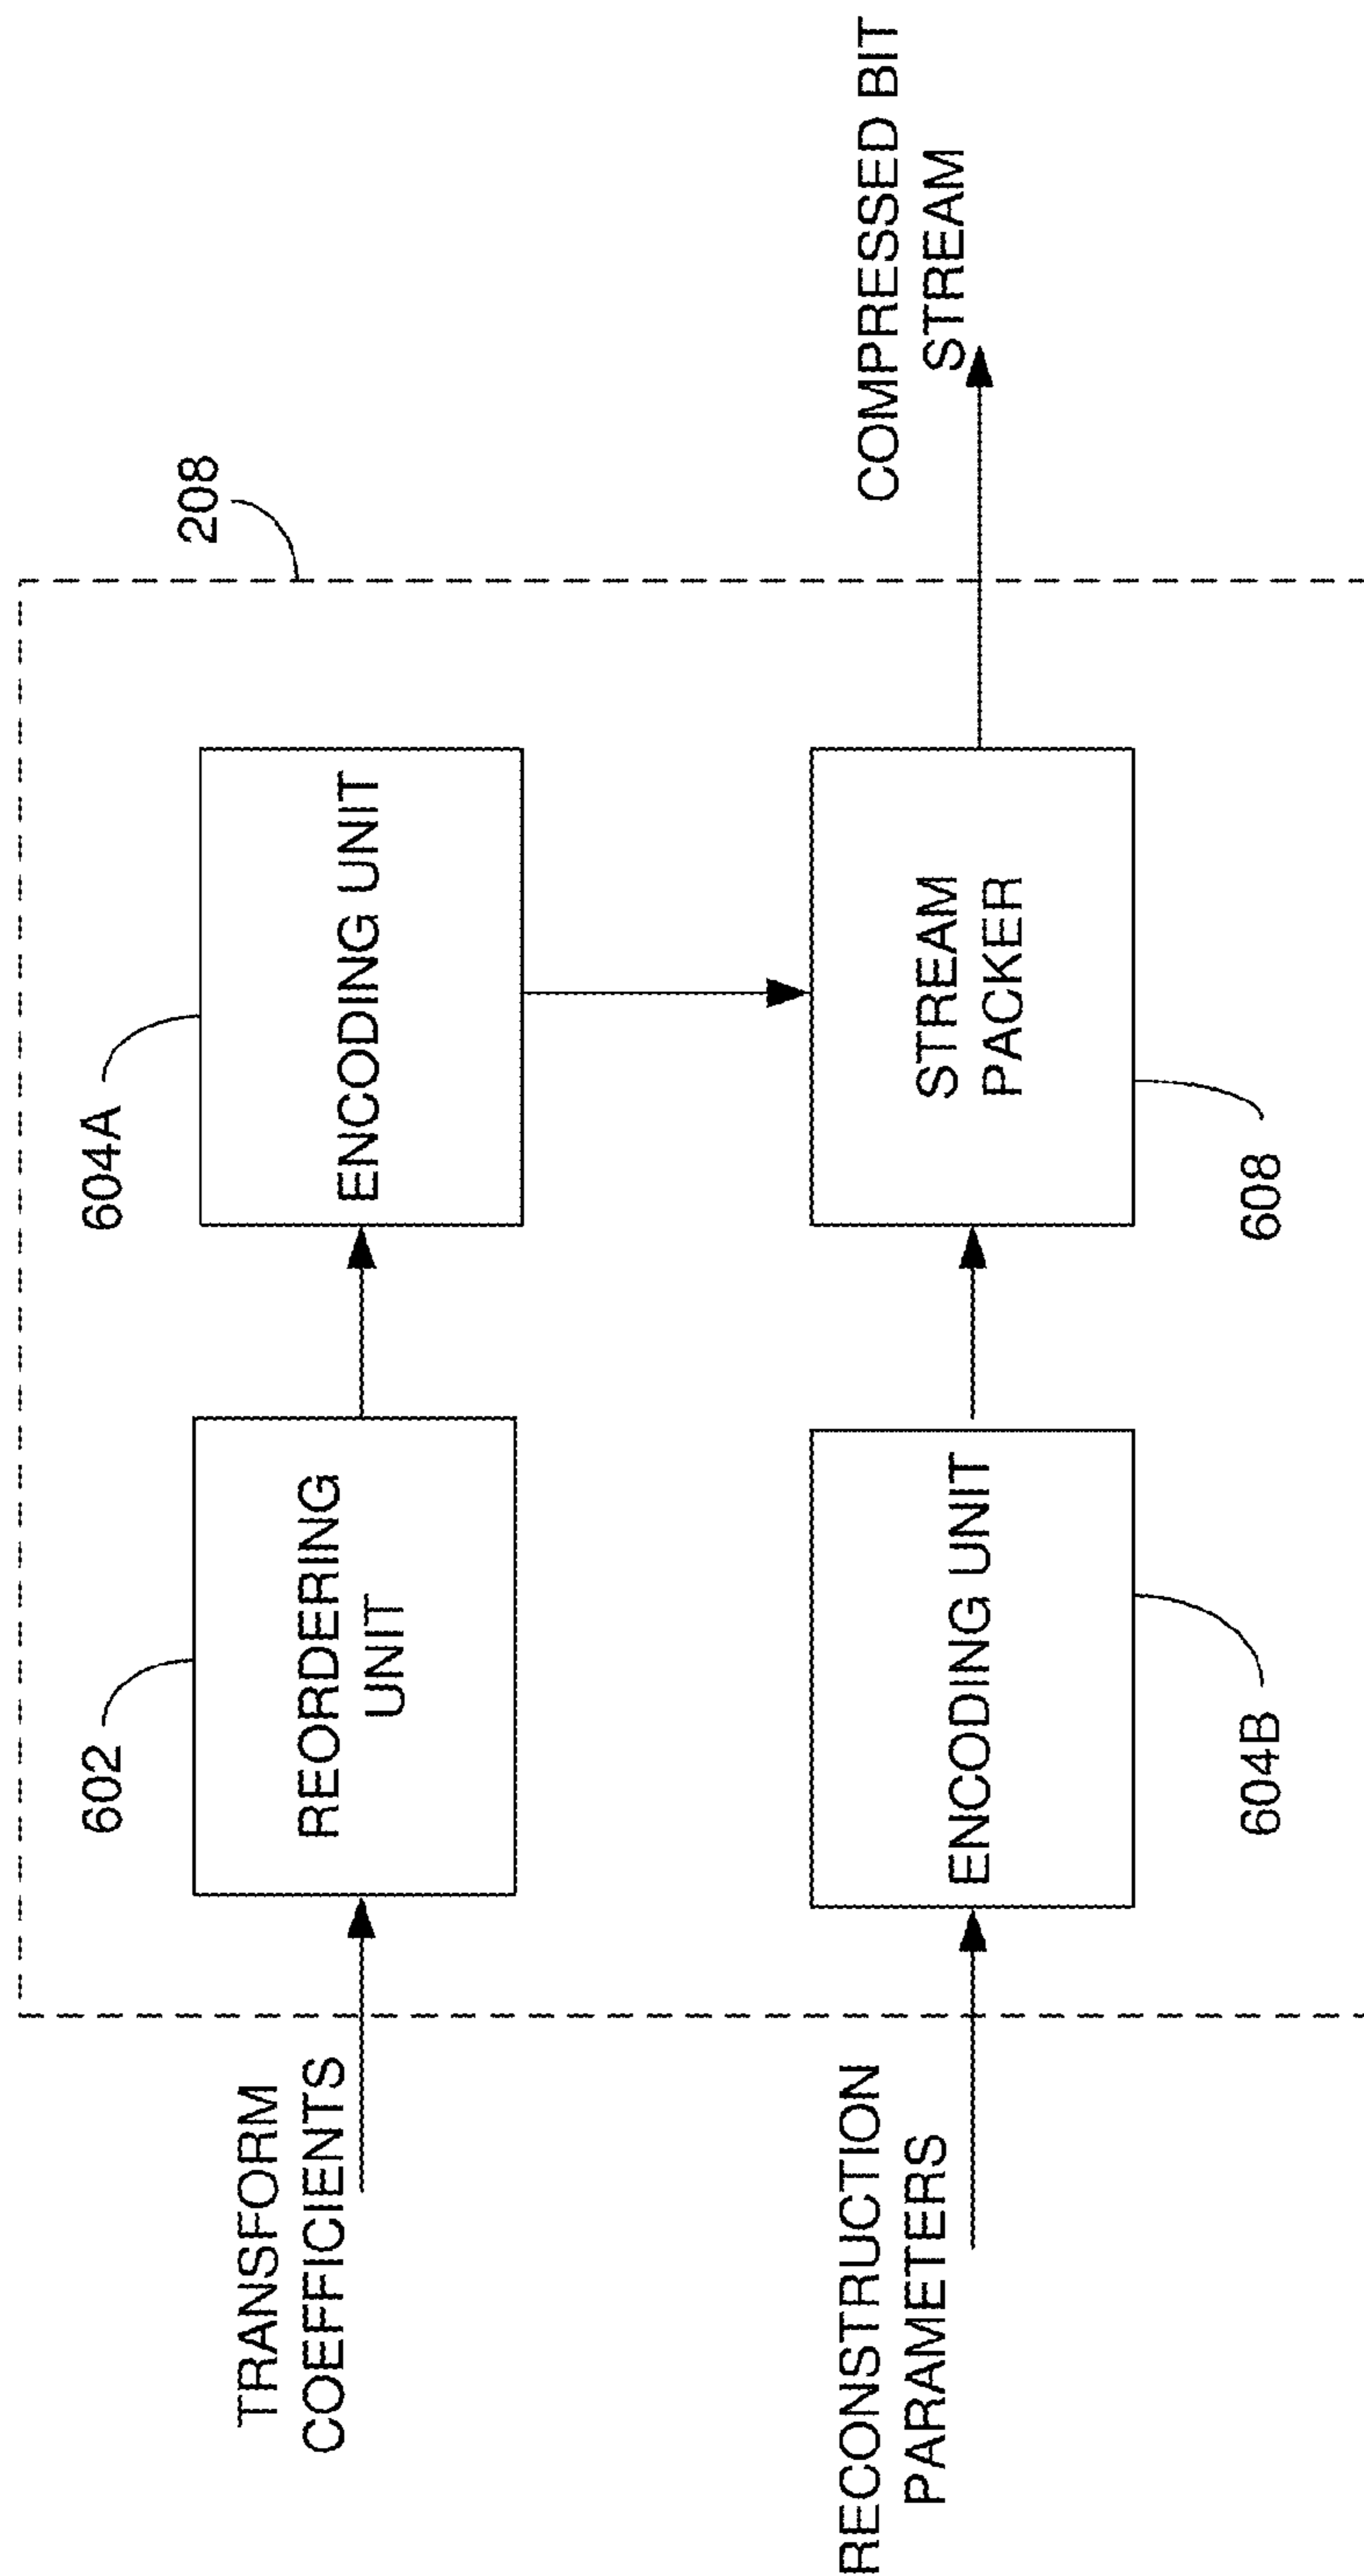 208
602
604A
TRANSFORM
COEFFICIENTS
REORDERING
UNIT
ENCODING UNIT
RECONSTRUCTION
PARAMETERS
ENCODING UNIT
STREAM
PACKER
COMPRESSED BIT
STREAM
604B
608